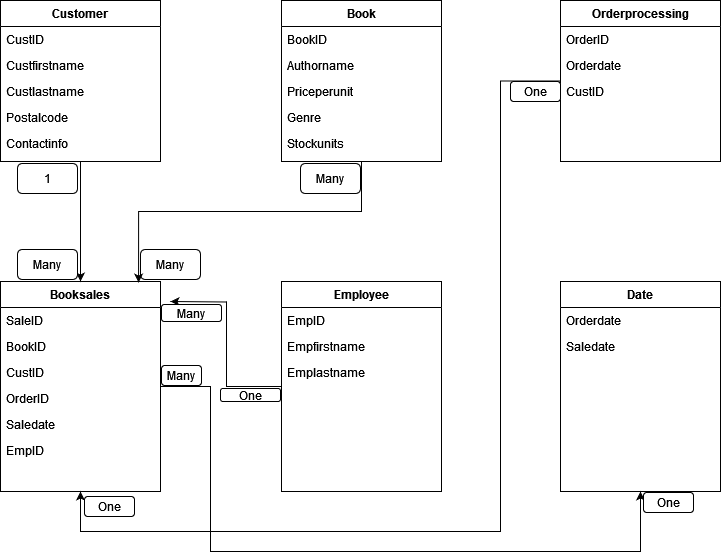 Customer
CustID
Custfirstname
Custlastname
Postalcode
Contactinfo
Book
BookID
Authorname
Priceperunit
Genre
Stockunits
Orderprocessing
OrderID
Orderdate
CustID
One
1
Many
Many
Many
Booksales
SaleID
BookID
CustID
OrderID
Saledate
EmpID
Many
Many
Employee
EmpID
Empfirstname
Emplastname
One
Date
Orderdate
Saledate
One
One